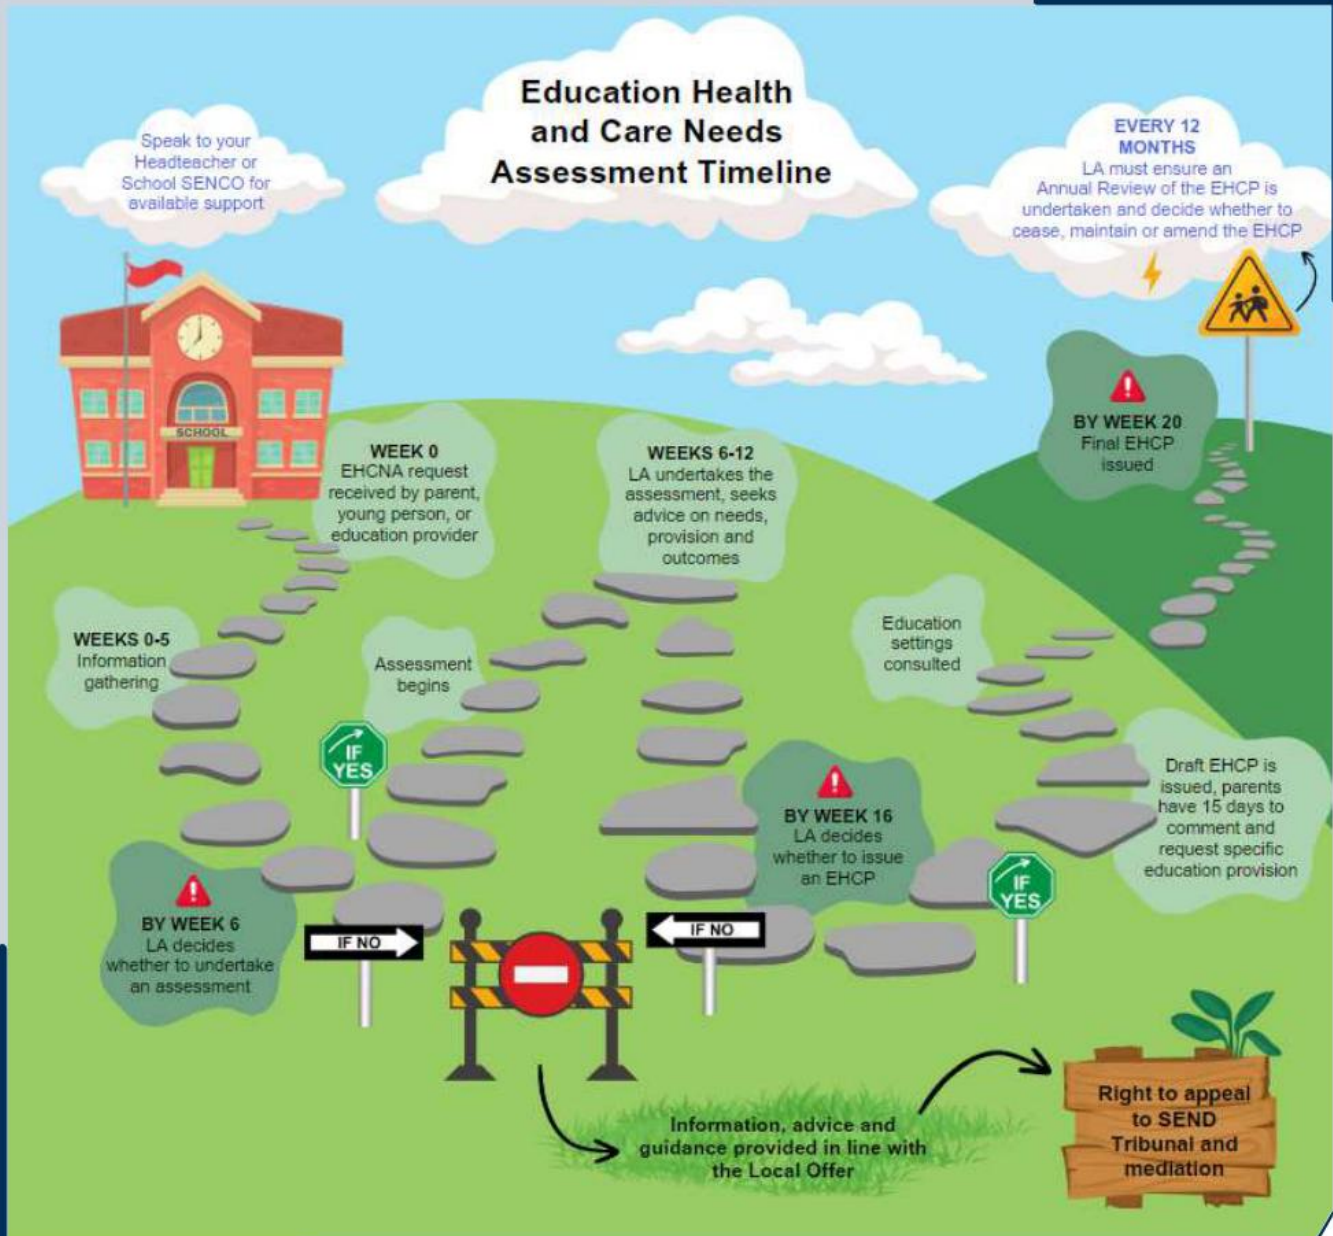 Education Health
and Care Needs
Assessment Timeline
Speak to your
Headteacher or
School SENCO for
available support
EVERY 12
MONTHS
LA must ensure an
Annual Review of the EHCP is
undertaken and decide whether to
cease, maintain or amend the EHCP
SCHOOL
WEEK 0
EHCNA request
received by parent,
young person, or
education provider
WEEKS 0-5
Information
gathering
BY WEEK 6
LA decides
whether to undertake
an assessment
IF NO
IF
YES
Assessment
begins
WEEKS 6-12
LA undertakes the
assessment, seeks
advice on needs,
provision and
outcomes
BY WEEK 16
LA decides
whether to issue
an EHCP
IF NO
IF
YES
Draft EHCP is
issued, parents
have 15 days to
comment and
request specific
education provision
Education
settings
consulted
BY WEEK 20
Final EHCP
issued
Information, advice and
guidance provided in line with
the Local Offer
Right to appeal
to SEND
Tribunal and
mediation